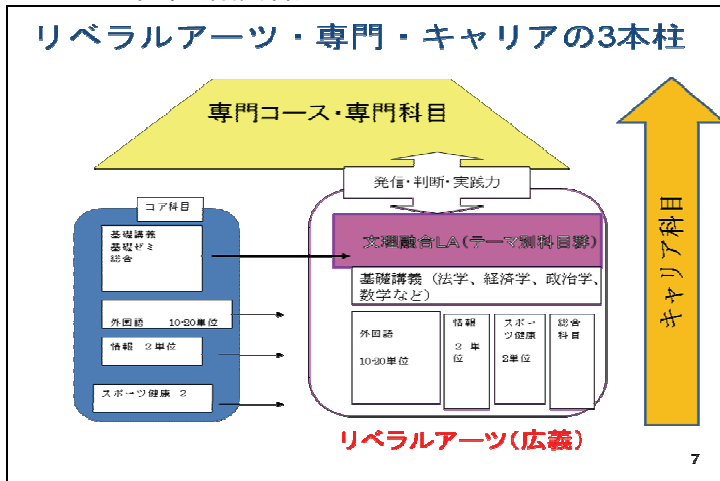 リベラルアーツ・専門・キャリアの3本柱
専門コース・専門科目
発信・判断・実践力
コア科目
基礎講義
基礎ゼミ
総合
外国語 10-20単位
情報 2単位
スポーツ健康 2
文理融合LA(テーマ別科目群)
基礎講義(法学、経済学、政治学、
数学など)
外国語
10-20単位
情報
2 単
位
スポー
ツ健康
2単位
総合
科目
リベラルアーツ(広義)
キャリア科目
7